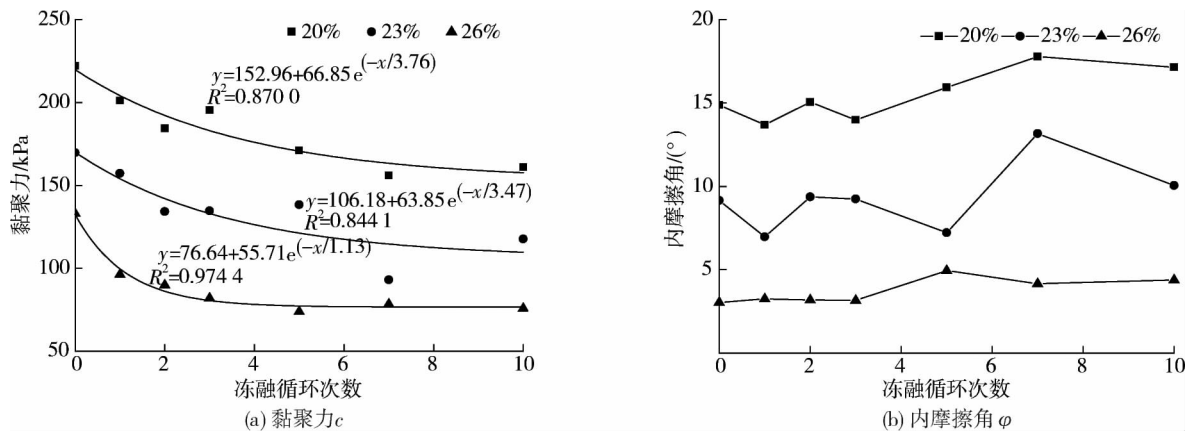 250
200
150
100
50
黏聚力/kPa
20% 23% 26%
y=152.96+66.85e^(-x/3.76)
R²=0.870 0
y=106.18+63.85e^(-x/3.47)
R²=0.844 1
y=76.64+55.71e^(-x/1.13)
R²=0.974 4
0 2 4 6 8 10
冻融循环次数
(a) 黏聚力c
20
15
10
5
内摩擦角/(°)
20% 23% 26%
0 2 4 6 8 10
冻融循环次数
(b) 内摩擦角 φ